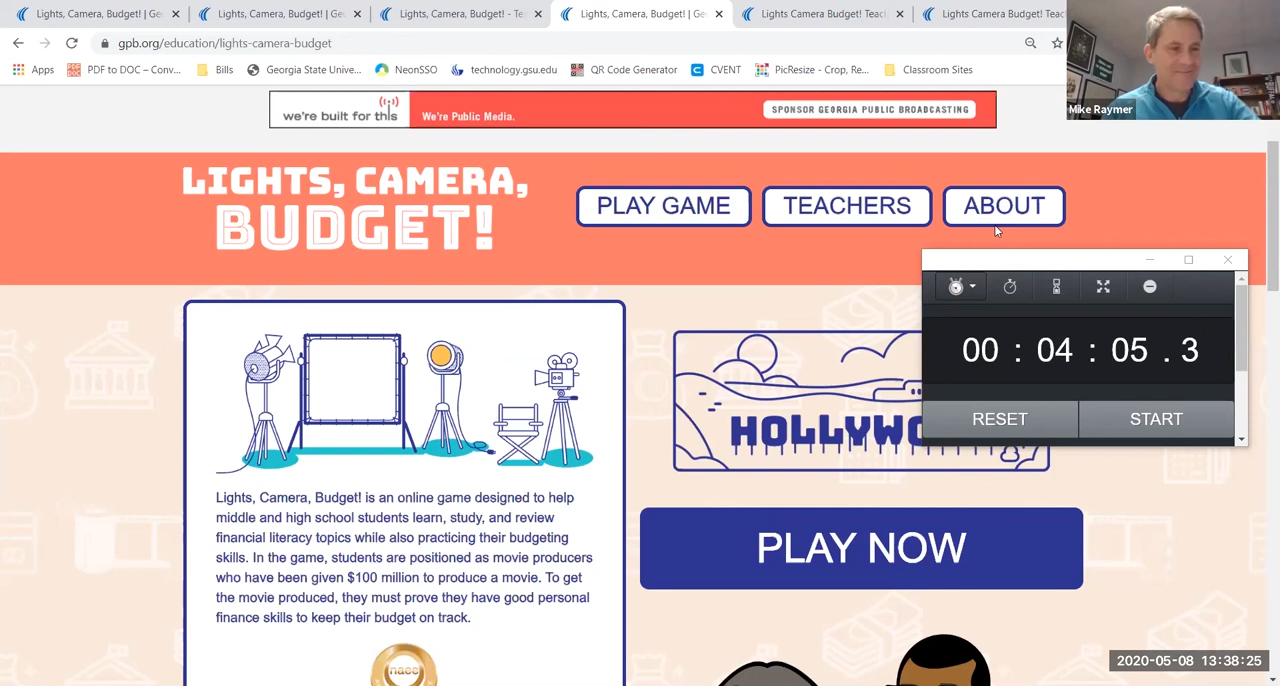 Lights, Camera, Budget! | Geo
Lights, Camera, Budget! | Ge
Lights, Camera, Budget! - Tea
Lights, Camera, Budget! | Ge
Lights Camera Budget! Teach
Lights Camera Budget! Teac
gpb.org/education/lights-camera-budget
Apps
PDF to DOC – Conv...
Bills
Georgia State Unive...
NeonSSO
technology.gsu.edu
QR Code Generator
CVENT
PicResize - Crop, Re...
Classroom Sites
Mike Raymer
we're built for this
We're Public Media.
SPONSOR GEORGIA PUBLIC BROADCASTING
LIGHTS, CAMERA,
BUDGET!
PLAY GAME
TEACHERS
ABOUT
00 : 04 : 05 . 3
RESET
START
HOLLYWO
Lights, Camera, Budget! is an online game designed to help
middle and high school students learn, study, and review
financial literacy topics while also practicing their budgeting
skills. In the game, students are positioned as movie producers
who have been given $100 million to produce a movie. To get
the movie produced, they must prove they have good personal
finance skills to keep their budget on track.
PLAY NOW
naee
2020-05-08 13:38:25